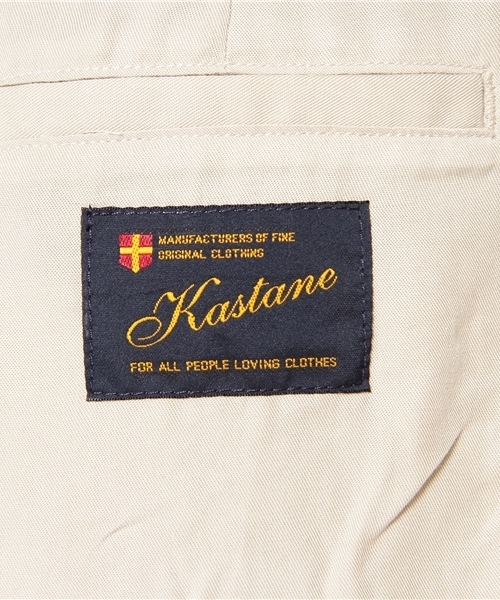 MANUFACTURERS OF FINE
ORIGINAL CLOTHING
Kastane
FOR ALL PEOPLE LOVING CLOTHES